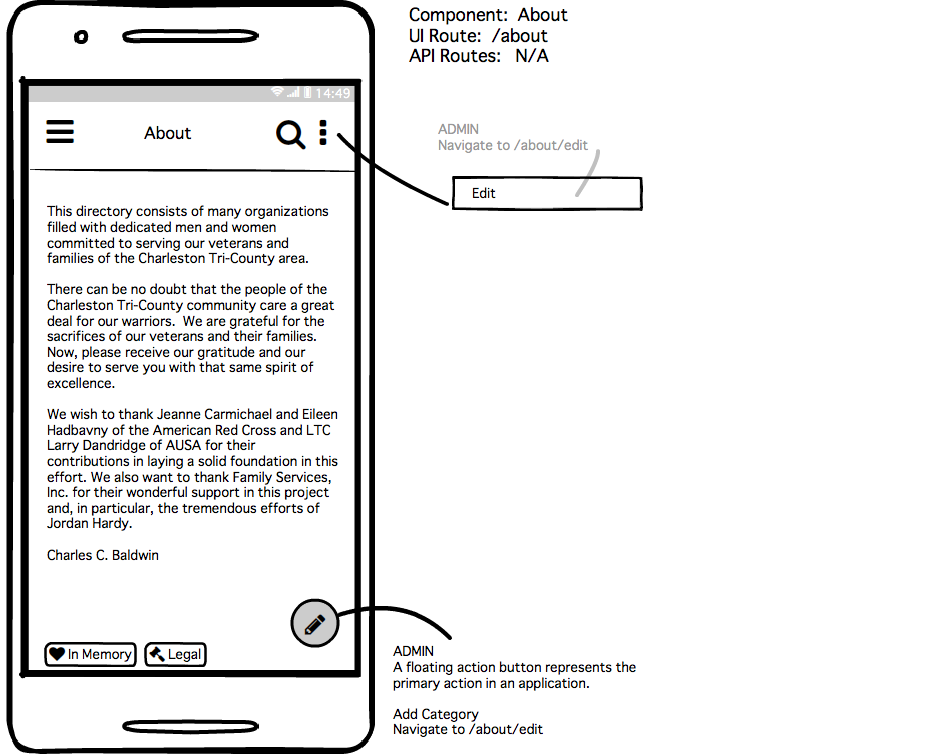 Component: About
UI Route: /about
API Routes: N/A
14:49
About
ADMIN
Navigate to /about/edit
Edit
This directory consists of many organizations
filled with dedicated men and women
committed to serving our veterans and
families of the Charleston Tri-County area.
There can be no doubt that the people of the
Charleston Tri-County community care a great
deal for our warriors. We are grateful for the
sacrifices of our veterans and their families.
Now, please receive our gratitude and our
desire to serve you with that same spirit of
excellence.
We wish to thank Jeanne Carmichael and Eileen
Hadbavny of the American Red Cross and LTC
Larry Dandridge of AUSA for their
contributions in laying a solid foundation in this
effort. We also want to thank Family Services,
Inc. for their wonderful support in this project
and, in particular, the tremendous efforts of
Jordan Hardy.
Charles C. Baldwin
In Memory
Legal
ADMIN
A floating action button represents the
primary action in an application.
Add Category
Navigate to /about/edit